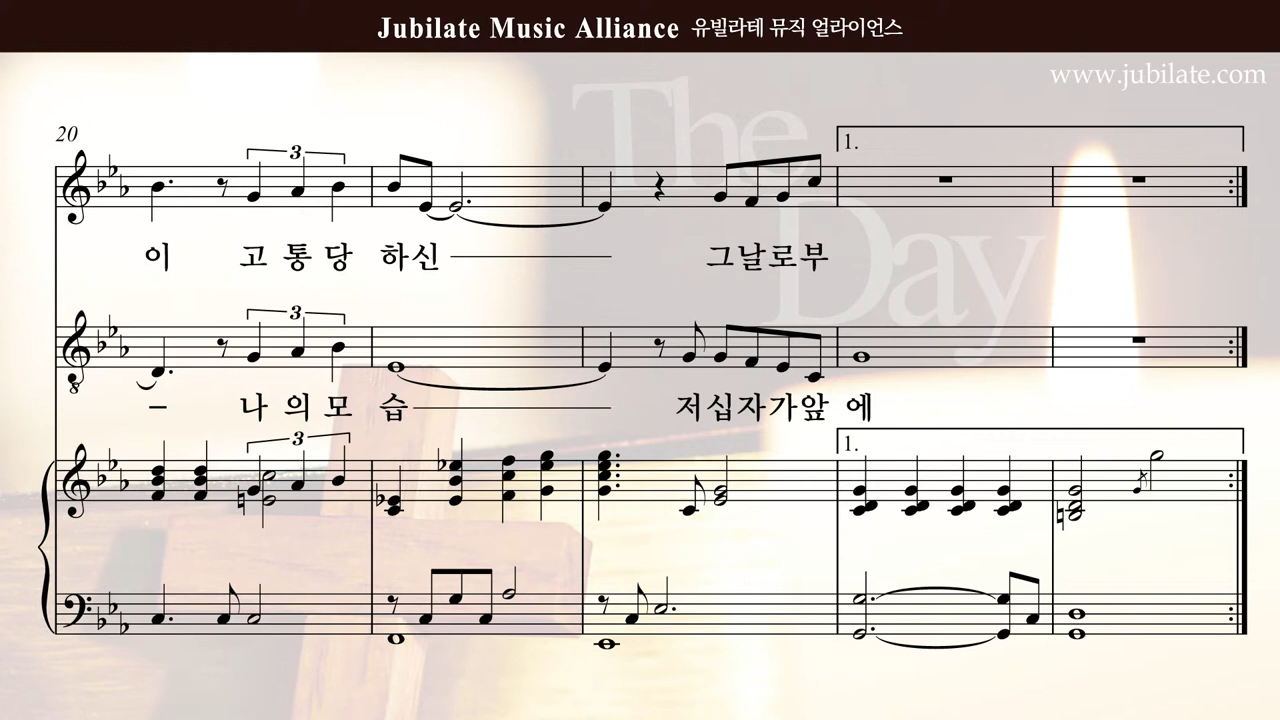 Jubilate Music Alliance 유빌라테 뮤직 얼라이언스
www.jubilate.com
The
Day
20
3
1.
이 고 통 당 하신 그날로부
3
– 나 의 모 습 저십자가앞 에
3
1.